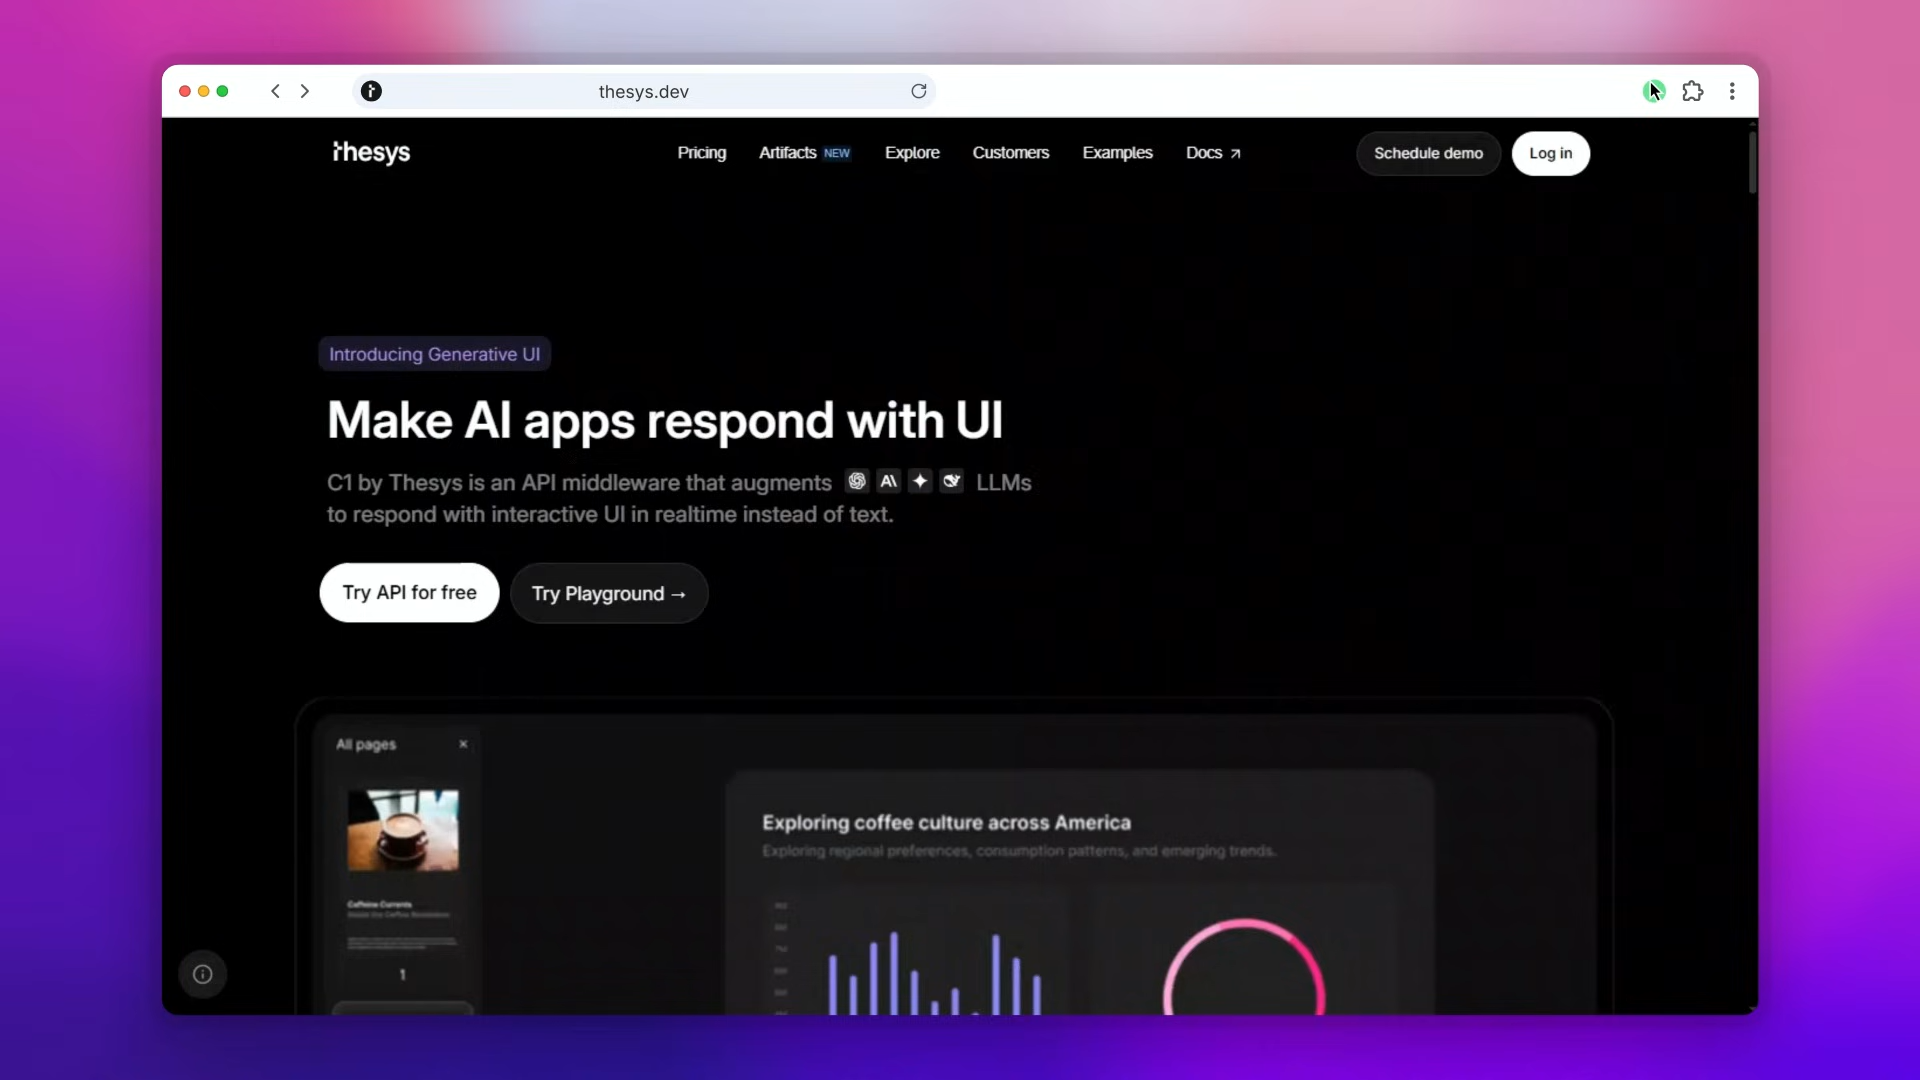 thesys.dev
thesys
Pricing
Artifacts NEW
Explore
Customers
Examples
Docs ↗
Schedule demo
Log in
Introducing Generative UI
Make AI apps respond with UI
C1 by Thesys is an API middleware that augments LLMs
to respond with interactive UI in realtime instead of text.
Try API for free
Try Playground →
All pages
Exploring coffee culture across America
Exploring regional preferences, consumption patterns, and emerging trends.
Caffeine Currents
1